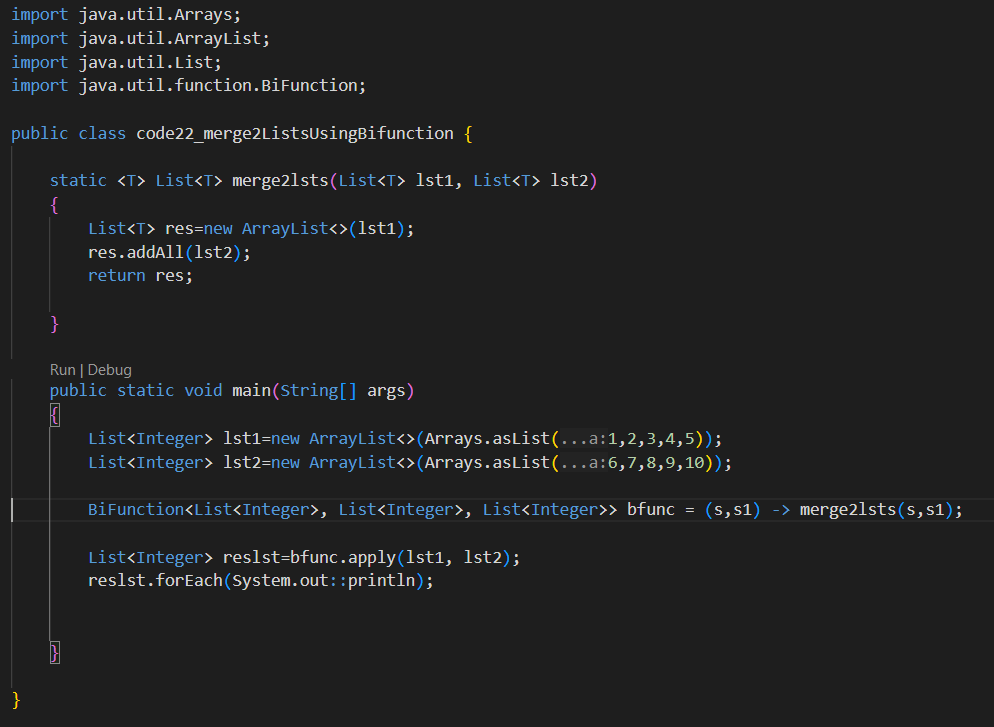 import java.util.Arrays;
import java.util.ArrayList;
import java.util.List;
import java.util.function.BiFunction;
public class code22_merge2ListsUsingBifunction {
static <T> List<T> merge2lsts(List<T> lst1, List<T> lst2)
{
List<T> res=new ArrayList<>(lst1);
res.addAll(lst2);
return res;
}
Run | Debug
public static void main(String[] args)
{
List<Integer> lst1=new ArrayList<>(Arrays.asList(...a:1,2,3,4,5));
List<Integer> lst2=new ArrayList<>(Arrays.asList(...a:6,7,8,9,10));
BiFunction<List<Integer>, List<Integer>, List<Integer>> bfunc = (s,s1) -> merge2lsts(s,s1);
List<Integer> reslst=bfunc.apply(lst1, lst2);
reslst.forEach(System.out::println);
}
}